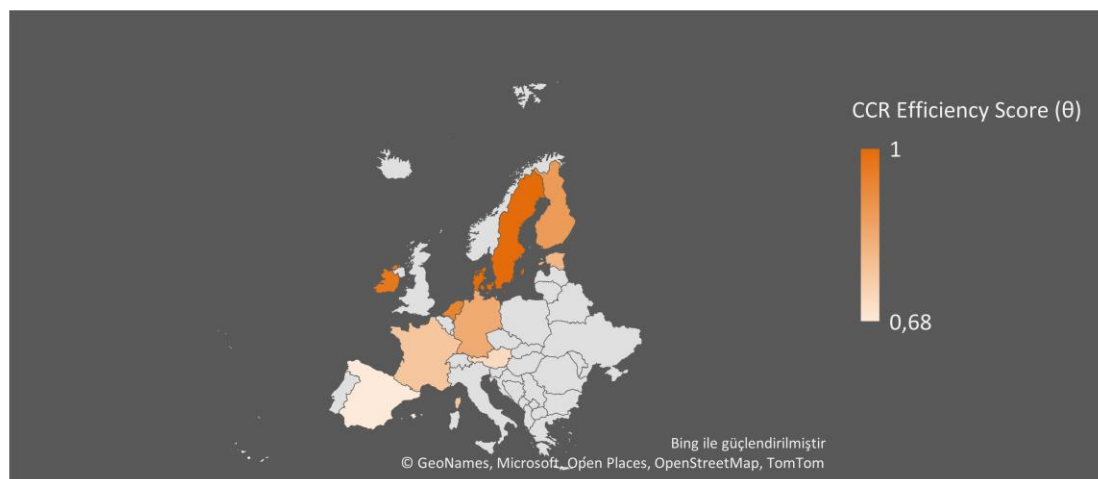 CCR Efficiency Score (θ)
1
0,68
Bing ile güçlendirilmiştir
© GeoNames, Microsoft, Open Places, OpenStreetMap, TomTom